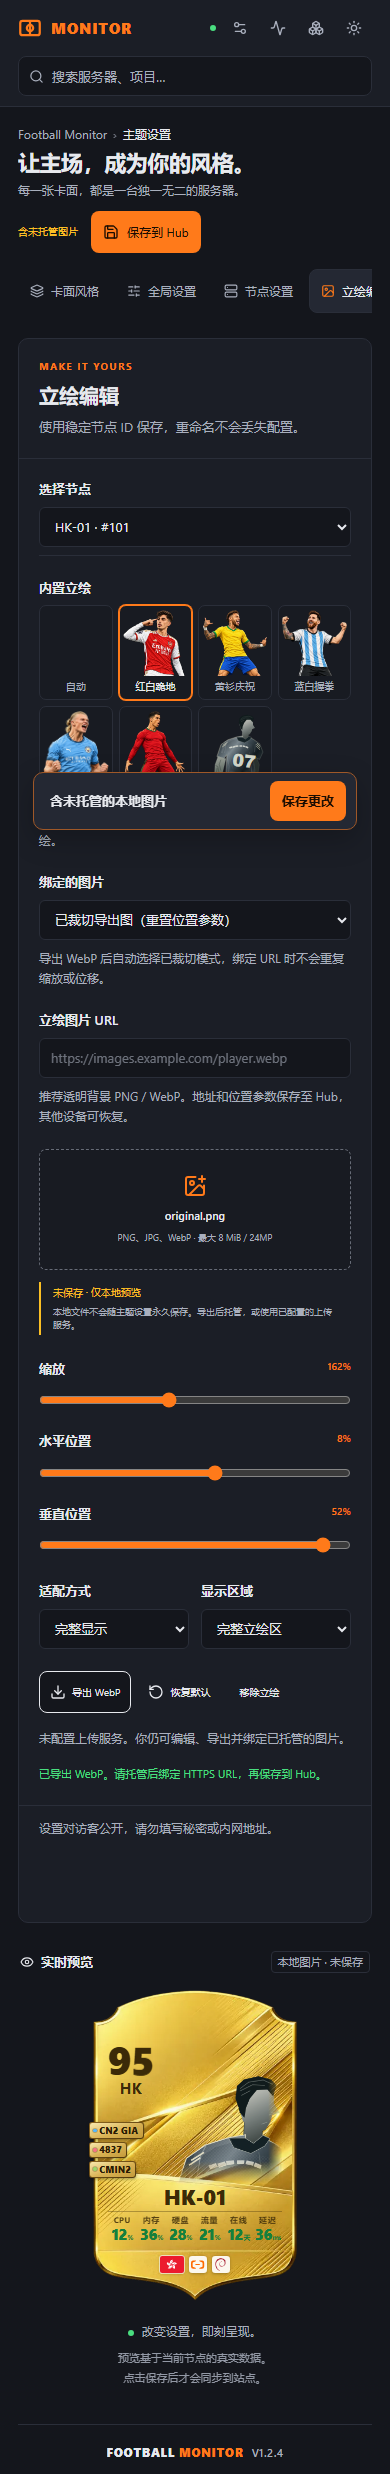 MONITOR
搜索服务器、项目...
Football Monitor › 主题设置
让主场，成为你的风格。
每一张卡面，都是一台独一无二的服务器。
含未托管图片
保存到 Hub
卡面风格
全局设置
节点设置
立绘编
MAKE IT YOURS
立绘编辑
使用稳定节点 ID 保存，重命名不会丢失配置。
选择节点
HK-01 · #101
内置立绘
自动
红白跪地
黄衫庆祝
蓝白握拳
07
含未托管的本地图片
保存更改
绘。
绑定的图片
已裁切导出图（重置位置参数）
导出 WebP 后自动选择已裁切模式，绑定 URL 时不会重复
缩放或位移。
立绘图片 URL
https://images.example.com/player.webp
推荐透明背景 PNG / WebP。地址和位置参数保存至 Hub，
其他设备可恢复。
original.png
PNG、JPG、WebP · 最大 8 MiB / 24MP
未保存 · 仅本地预览
本地文件不会随主题设置永久保存。导出后托管，或使用已配置的上传
服务。
缩放
162%
水平位置
8%
垂直位置
52%
适配方式
显示区域
完整显示
完整立绘区
导出 WebP
恢复默认
移除立绘
未配置上传服务。你仍可编辑、导出并绑定已托管的图片。
已导出 WebP。请托管后绑定 HTTPS URL，再保存到 Hub。
设置对访客公开，请勿填写秘密或内网地址。
实时预览
本地图片 · 未保存
95
HK
CN2 GIA
4837
CMIN2
HK-01
CPU 内存 硬盘 流量 在线 延迟
12% 36% 28% 21% 12天 36ms
改变设置，即刻呈现。
预览基于当前节点的真实数据。
点击保存后才会同步到站点。
FOOTBALL MONITOR V1.2.4